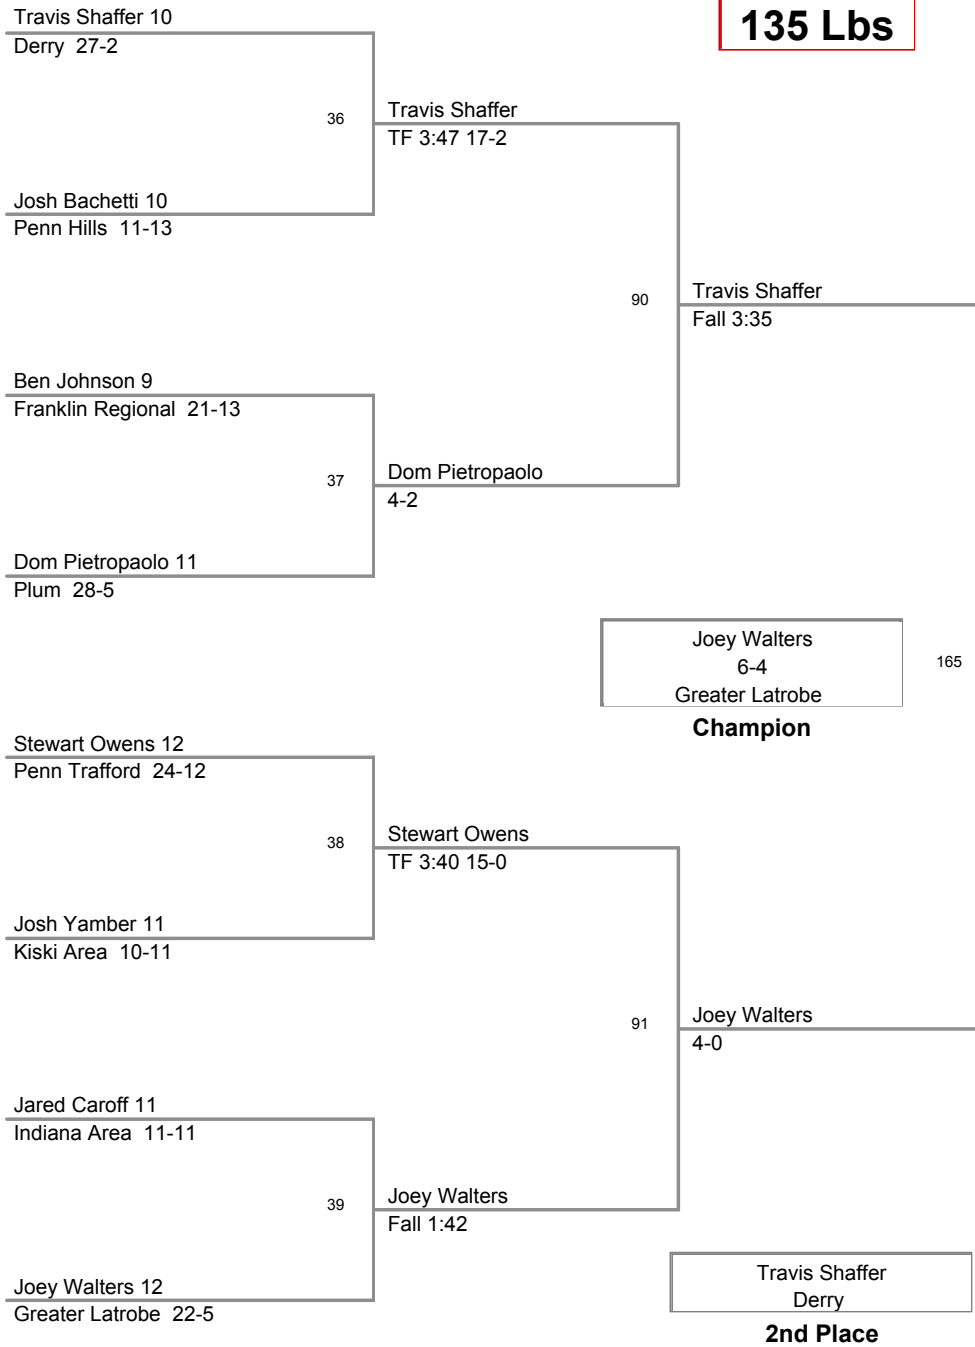 Travis Shaffer 10
135 Lbs
Derry 27-2
36
Travis Shaffer
TF 3:47 17-2
Josh Bachetti 10
Penn Hills 11-13
90
Travis Shaffer
Fall 3:35
Ben Johnson 9
Franklin Regional 21-13
37
Dom Pietropaolo
4-2
Dom Pietropaolo 11
Plum 28-5
Joey Walters
6-4
Greater Latrobe
165
Champion
Stewart Owens 12
Penn Trafford 24-12
38
Stewart Owens
TF 3:40 15-0
Josh Yamber 11
Kiski Area 10-11
91
Joey Walters
4-0
Jared Caroff 11
Indiana Area 11-11
39
Joey Walters
Fall 1:42
Joey Walters 12
Greater Latrobe 22-5
Travis Shaffer
Derry
2nd Place